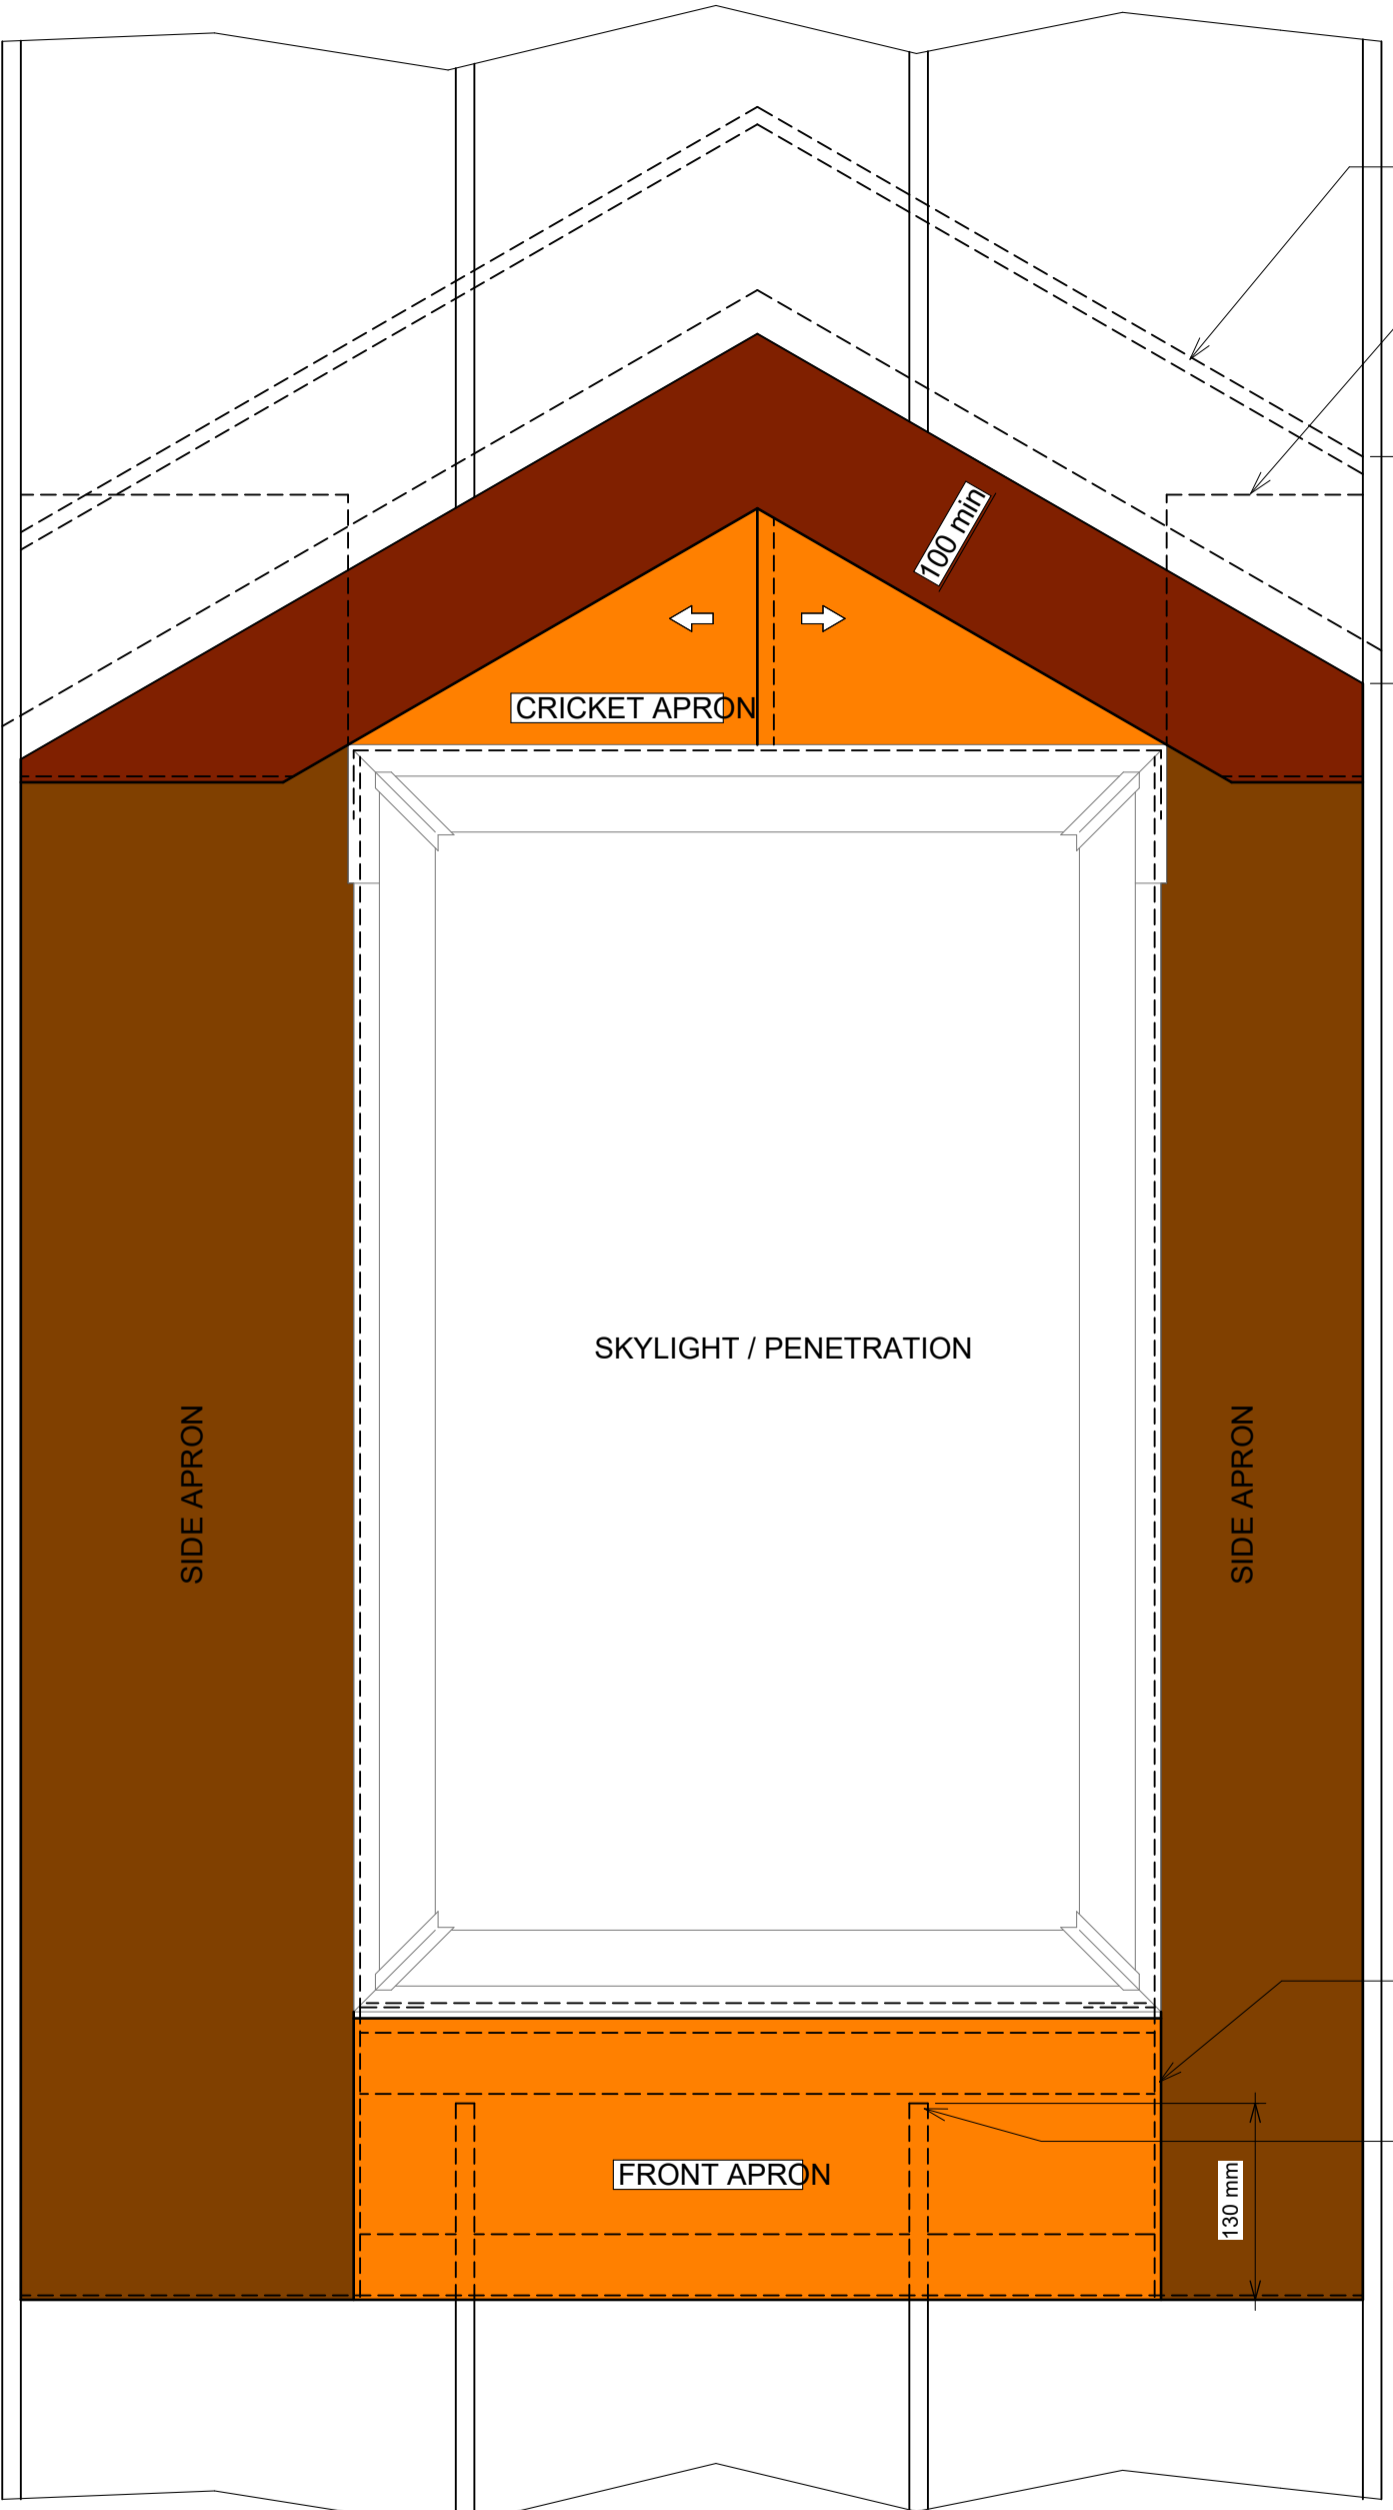 100 min
CRICKET APRON
SKYLIGHT / PENETRATION
SIDE APRON
SIDE APRON
FRONT APRON
130 mm